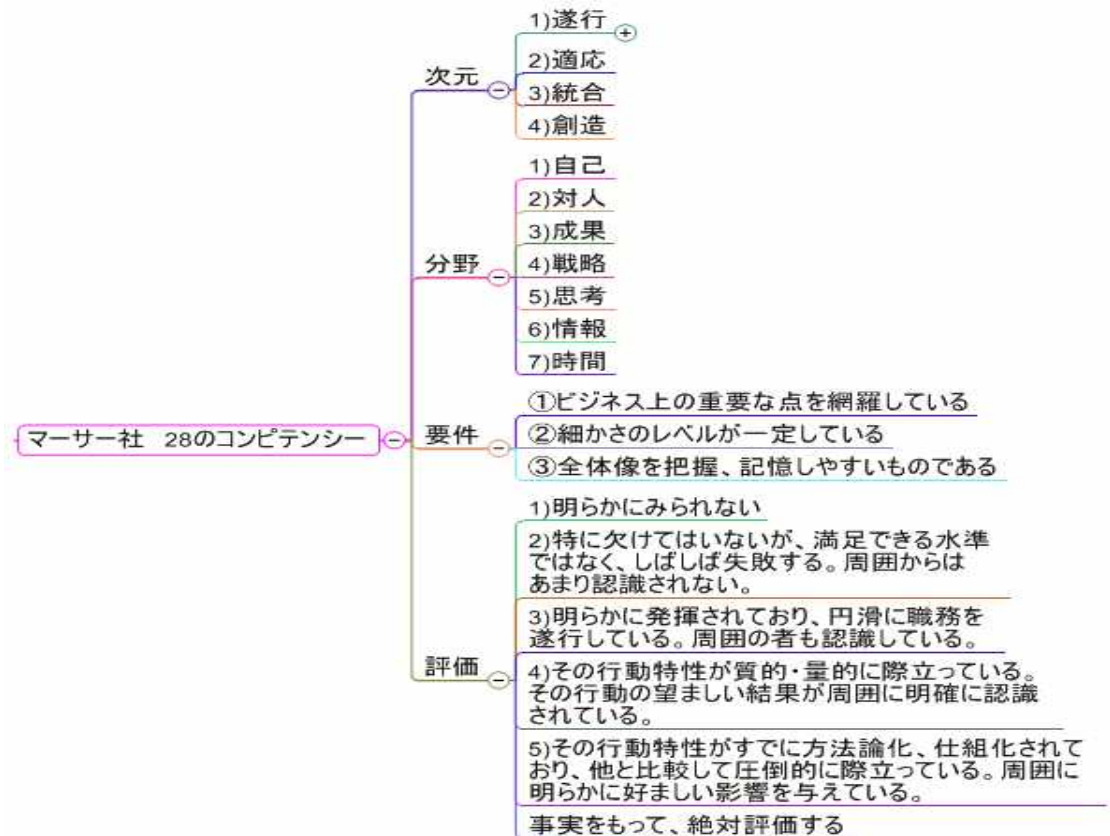 マーサー社　28のコンピテンシー
次元
1)遂行
2)適応
3)統合
4)創造
分野
1)自己
2)対人
3)成果
4)戦略
5)思考
6)情報
7)時間
要件
①ビジネス上の重要な点を網羅している
②細かさのレベルが一定している
③全体像を把握、記憶しやすいものである
評価
1)明らかにみられない
2)特に欠けてはいないが、満足できる水準
ではなく、しばしば失敗する。周囲からは
あまり認識されない。
3)明らかに発揮されており、円滑に職務を
遂行している。周囲の者も認識している。
4)その行動特性が質的・量的に際立っている。
その行動の望ましい結果が周囲に明確に認識
されている。
5)その行動特性がすでに方法論化、仕組化されて
おり、他と比較して圧倒的に際立っている。周囲に
明らかに好ましい影響を与えている。
事実をもって、絶対評価する